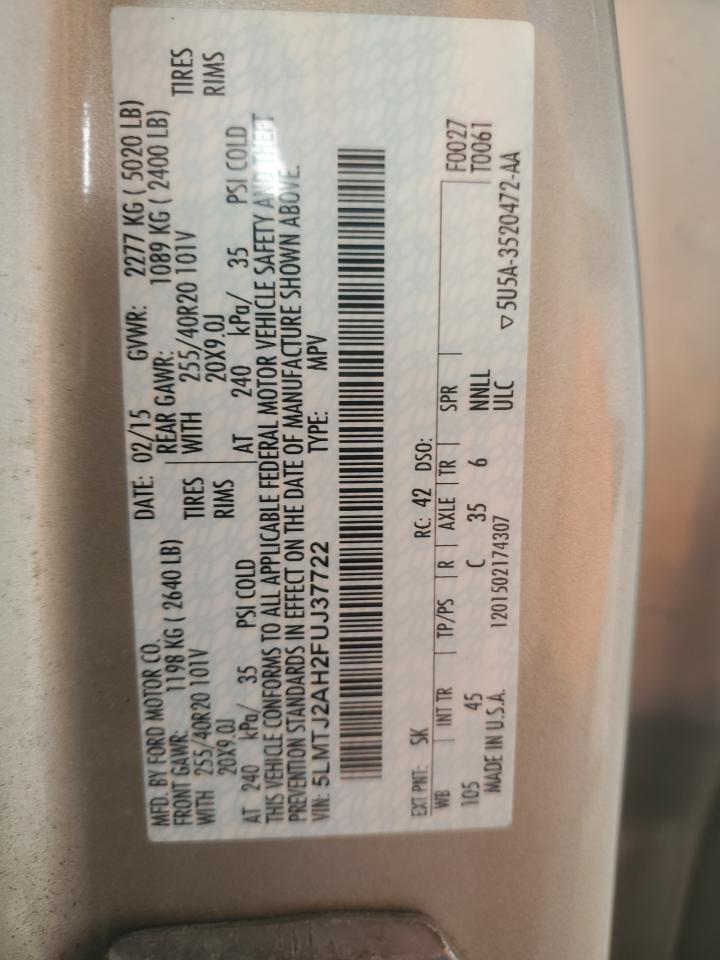 MFD. BY FORD MOTOR CO. DATE: 02/15 GVWR: 2277 KG ( 5020 LB)
FRONT GAWR: 1198 KG ( 2640 LB) REAR GAWR: 1089 KG ( 2400 LB)
WITH 255/40R20 101V TIRES WITH 255/40R20 101V TIRES
20X9.0J RIMS 20X9.0J RIMS
AT 240 kPa/ 35 PSI COLD AT 240 kPa/ 35 PSI COLD
THIS VEHICLE CONFORMS TO ALL APPLICABLE FEDERAL MOTOR VEHICLE SAFETY AND THEFT
PREVENTION STANDARDS IN EFFECT ON THE DATE OF MANUFACTURE SHOWN ABOVE.
VIN: 5LMTJ2AH2FUJ37722 TYPE: MPV
EXT PNT: SK RC: 42 DSO:
WB INT TR TP/PS R AXLE TR SPR F0027
105 45 C 35 6 NNLL T0061
MADE IN U.S.A. 1201502174307 ULC ▽5U5A-3520472-AA